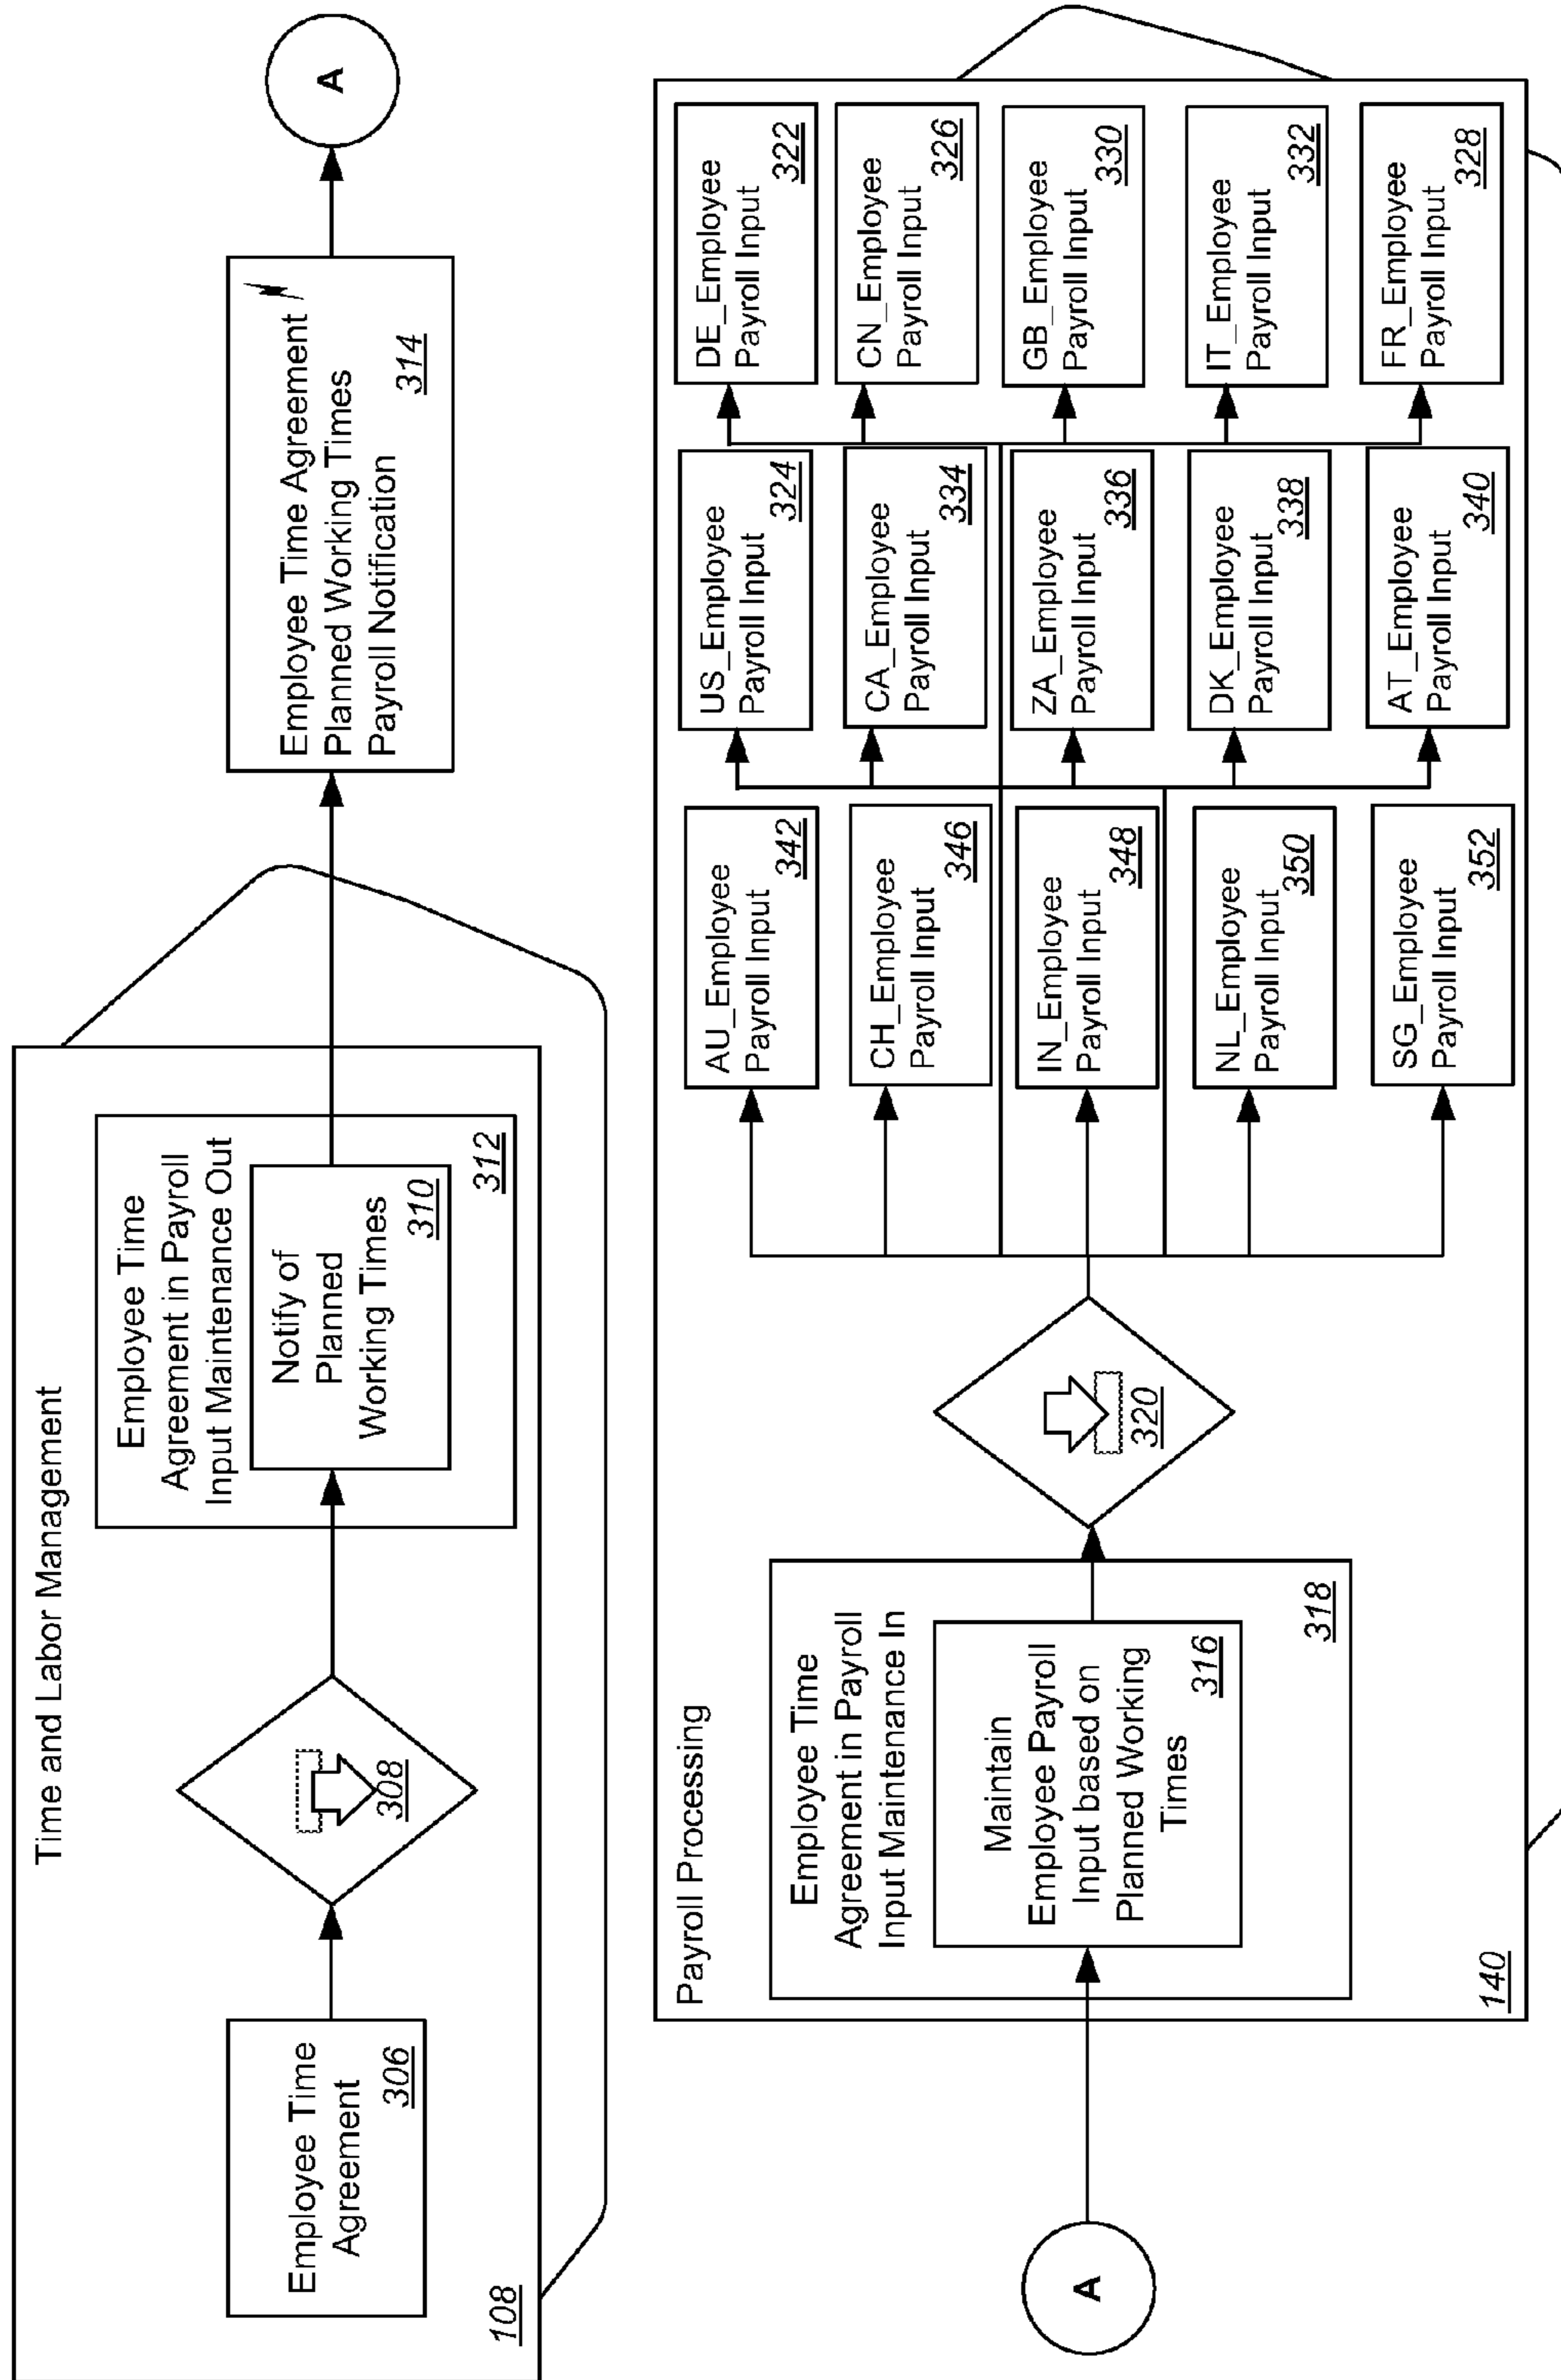 Time and Labor Management
Employee Time
Agreement
306
308
Employee Time
Agreement in Payroll
Input Maintenance Out
Notify of
Planned
Working Times
310
312
108
Employee Time Agreement
Planned Working Times
Payroll Notification
314
A
A
Payroll Processing
Employee Time
Agreement in Payroll
Input Maintenance In
Maintain
Employee Payroll
Input based on
Planned Working
Times
316
318
320
140
AU_Employee
Payroll Input
342
CH_Employee
Payroll Input
346
IN_Employee
Payroll Input
348
NL_Employee
Payroll Input
350
SG_Employee
Payroll Input
352
US_Employee
Payroll Input
324
CA_Employee
Payroll Input
334
ZA_Employee
Payroll Input
336
DK_Employee
Payroll Input
338
AT_Employee
Payroll Input
340
DE_Employee
Payroll Input
322
CN_Employee
Payroll Input
326
GB_Employee
Payroll Input
330
IT_Employee
Payroll Input
332
FR_Employee
Payroll Input
328